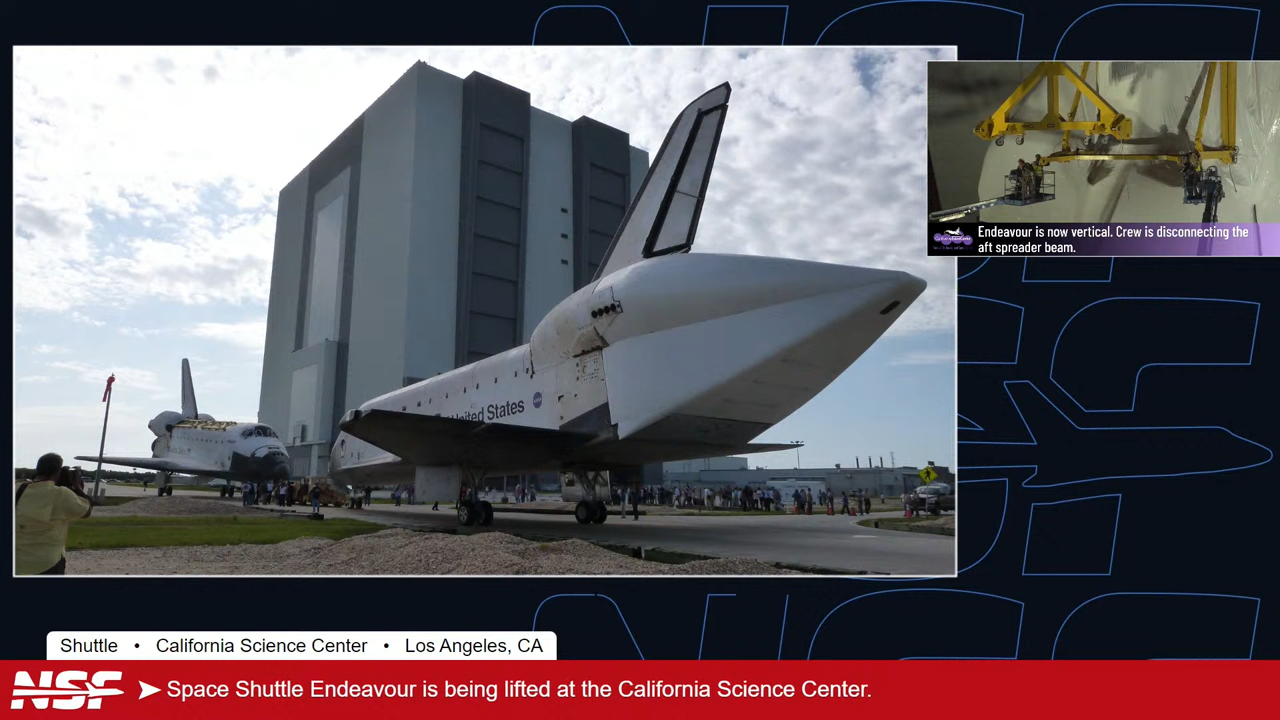 United States
Endeavour is now vertical. Crew is disconnecting the
aft spreader beam.
Shuttle • California Science Center • Los Angeles, CA
NSF
Space Shuttle Endeavour is being lifted at the California Science Center.